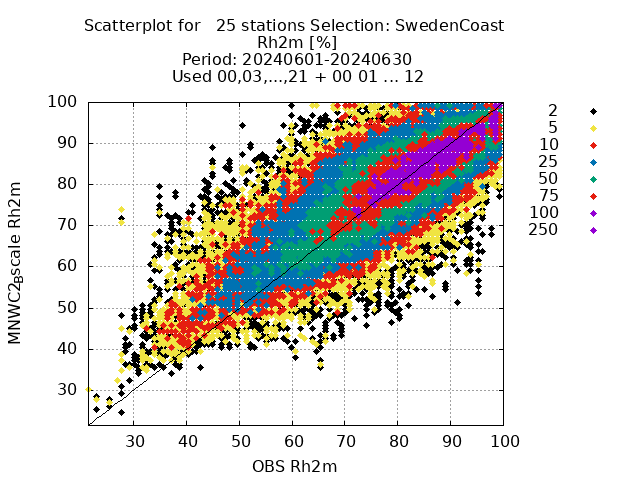 Scatterplot for   25 stations Selection: SwedenCoast
Rh2m [%]
Period: 20240601-20240630
Used 00,03,...,21 + 00 01 ... 12
100
90
80
70
60
50
40
30
30 40 50 60 70 80 90 100
OBS Rh2m
2
5
10
25
50
75
100
250